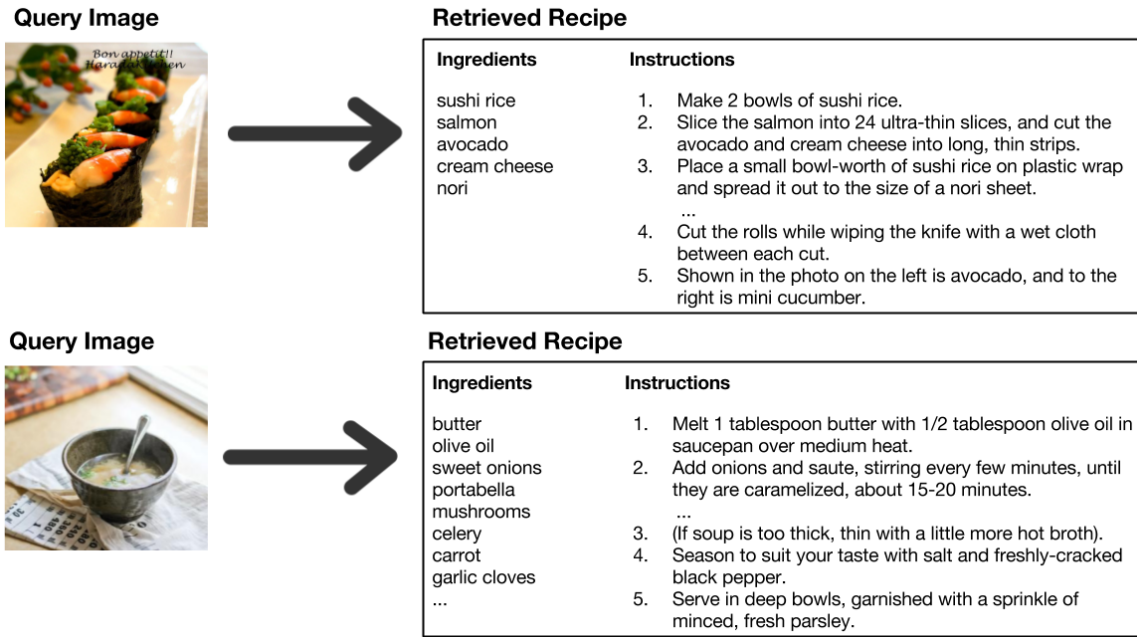 Query Image
Retrieved Recipe
Bon appetit!!
Ingredients
Instructions
sushi rice
salmon
avocado
cream cheese
nori
1. Make 2 bowls of sushi rice.
2. Slice the salmon into 24 ultra-thin slices, and cut the
avocado and cream cheese into long, thin strips.
3. Place a small bowl-worth of sushi rice on plastic wrap
and spread it out to the size of a nori sheet.
...
4. Cut the rolls while wiping the knife with a wet cloth
between each cut.
5. Shown in the photo on the left is avocado, and to the
right is mini cucumber.
Query Image
Retrieved Recipe
Ingredients
Instructions
butter
olive oil
sweet onions
portabella
mushrooms
celery
carrot
garlic cloves
...
1. Melt 1 tablespoon butter with 1/2 tablespoon olive oil in
saucepan over medium heat.
2. Add onions and saute, stirring every few minutes, until
they are caramelized, about 15-20 minutes.
...
3. (If soup is too thick, thin with a little more hot broth).
4. Season to suit your taste with salt and freshly-cracked
black pepper.
5. Serve in deep bowls, garnished with a sprinkle of
minced, fresh parsley.